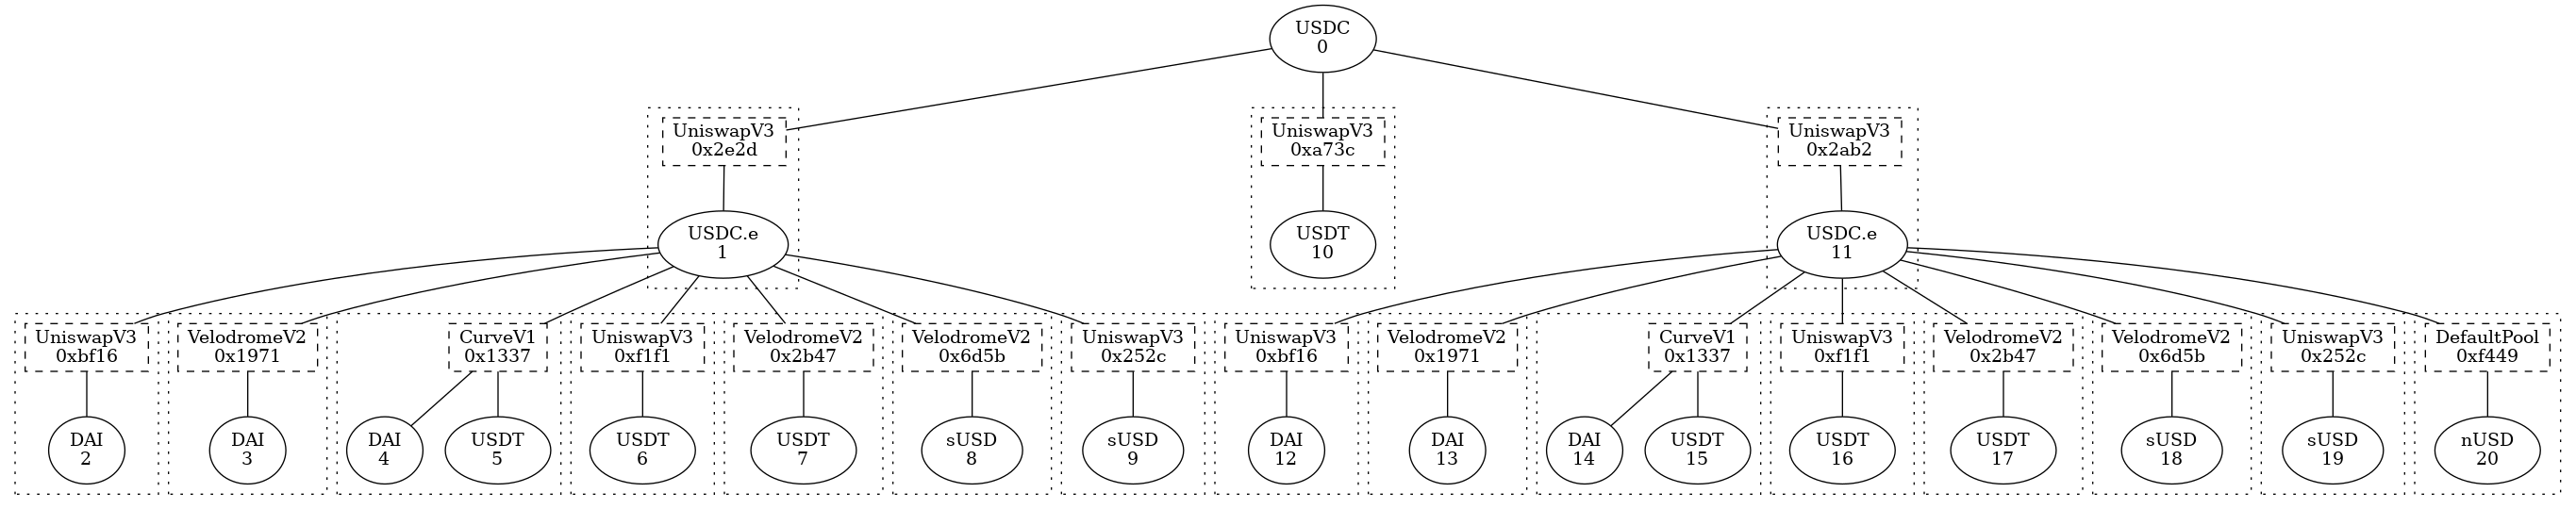 USDC
0
UniswapV3
0x2e2d
UniswapV3
0xa73c
UniswapV3
0x2ab2
USDC.e
1
USDT
10
USDC.e
11
UniswapV3
0xbf16
VelodromeV2
0x1971
CurveV1
0x1337
UniswapV3
0xf1f1
VelodromeV2
0x2b47
VelodromeV2
0x6d5b
UniswapV3
0x252c
UniswapV3
0xbf16
VelodromeV2
0x1971
CurveV1
0x1337
UniswapV3
0xf1f1
VelodromeV2
0x2b47
VelodromeV2
0x6d5b
UniswapV3
0x252c
DefaultPool
0xf449
DAI
2
DAI
3
DAI
4
USDT
5
USDT
6
USDT
7
sUSD
8
sUSD
9
DAI
12
DAI
13
DAI
14
USDT
15
USDT
16
USDT
17
sUSD
18
sUSD
19
nUSD
20